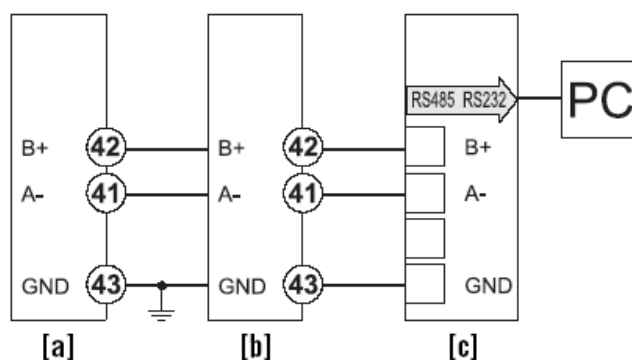 RS485 RS232
PC
B+ 42 B+ 42 B+
A- 41 A- 41 A-
GND 43 GND 43 GND
[a] [b] [c]